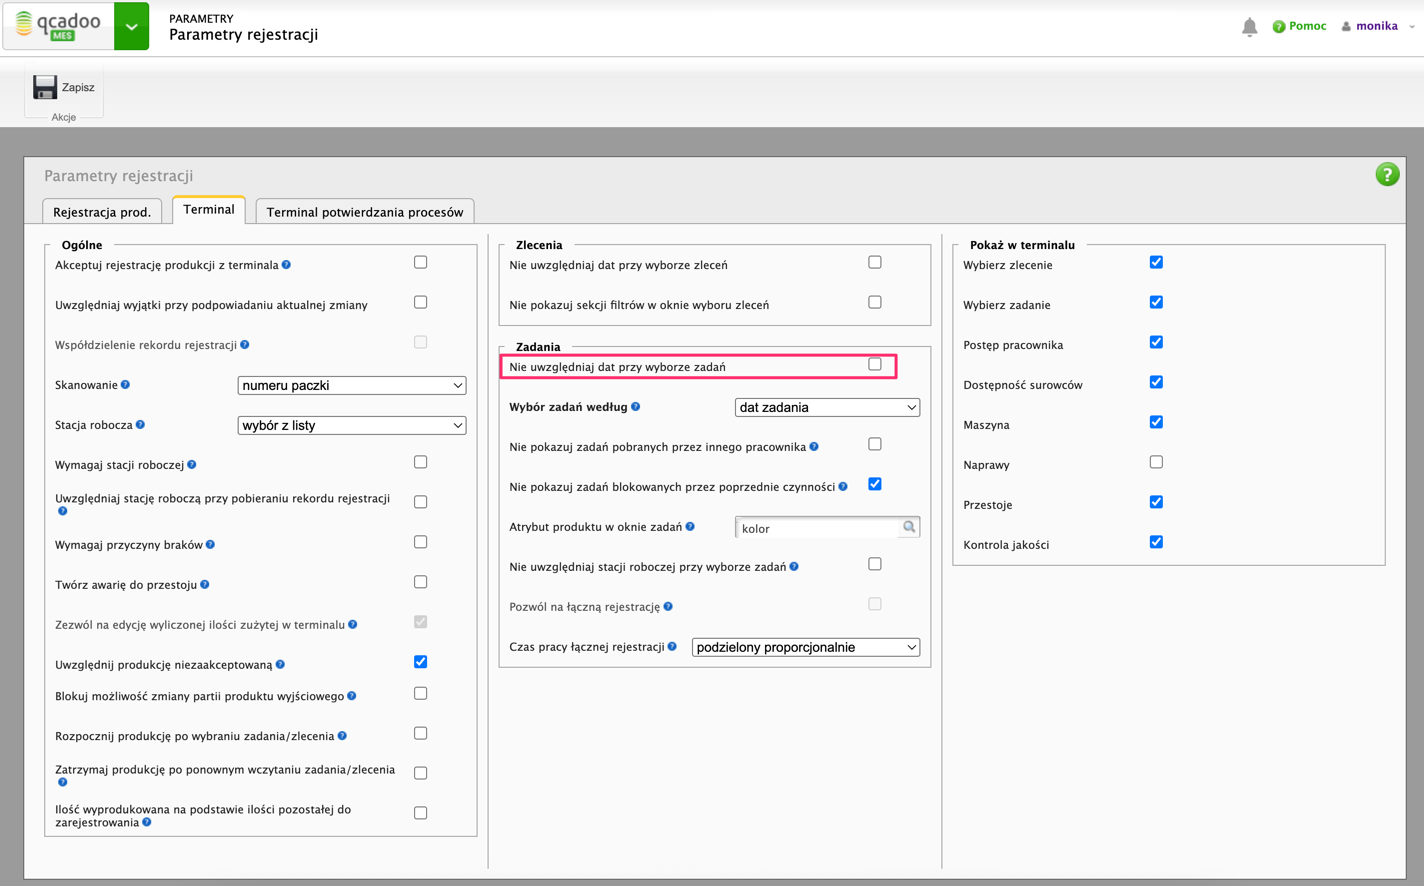 qcadoo
MES
PARAMETRY
Parametry rejestracji
Pomoc
monika
Zapisz
Akcje
Parametry rejestracji
?
Rejestracja prod.
Terminal
Terminal potwierdzania procesów
Ogólne
Akceptuj rejestrację produkcji z terminala
Uwzględniaj wyjątki przy podpowiadaniu aktualnej zmiany
Współdzielenie rekordu rejestracji
Skanowanie
numeru paczki
Stacja robocza
wybór z listy
Wymagaj stacji roboczej
Uwzględniaj stację roboczą przy pobieraniu rekordu rejestracji
Wymagaj przyczyny braków
Twórz awarię do przestoju
Zezwól na edycję wyliczonej ilości zużytej w terminalu
Uwzględnij produkcję niezaakceptowaną
Blokuj możliwość zmiany partii produktu wyjściowego
Rozpocznij produkcję po wybraniu zadania/zlecenia
Zatrzymaj produkcję po ponownym wczytaniu zadania/zlecenia
Ilość wyprodukowana na podstawie ilości pozostałej do
zarejestrowania
Zlecenia
Nie uwzględniaj dat przy wyborze zleceń
Nie pokazuj sekcji filtrów w oknie wyboru zleceń
Zadania
Nie uwzględniaj dat przy wyborze zadań
Wybór zadań według
dat zadania
Nie pokazuj zadań pobranych przez innego pracownika
Nie pokazuj zadań blokowanych przez poprzednie czynności
Atrybut produktu w oknie zadań
kolor
Nie uwzględniaj stacji roboczej przy wyborze zadań
Pozwól na łączną rejestrację
Czas pracy łącznej rejestracji
podzielony proporcjonalnie
Pokaż w terminalu
Wybierz zlecenie
Wybierz zadanie
Postęp pracownika
Dostępność surowców
Maszyna
Naprawy
Przestoje
Kontrola jakości